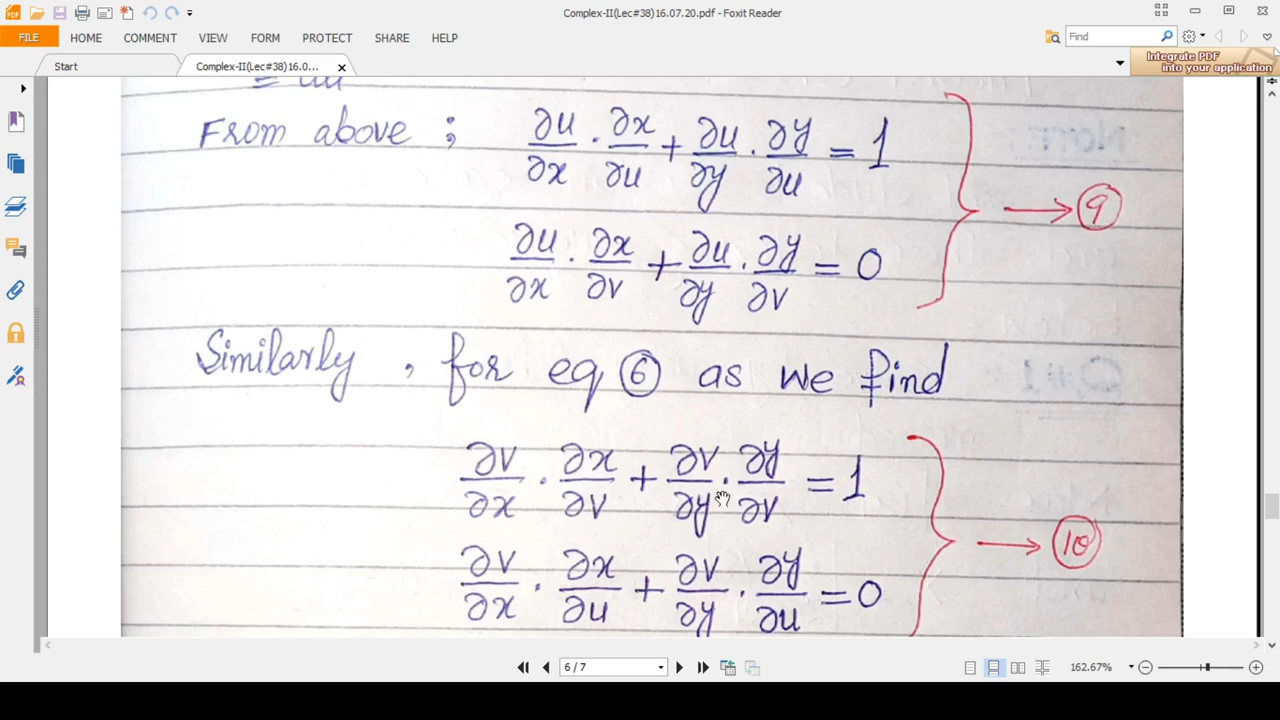 Complex-II(Lec#38)16.07.20.pdf - Foxit Reader
FILE HOME COMMENT VIEW FORM PROTECT SHARE HELP
Find
Integrate PDF
into your application
Start
Complex-II(Lec#38)16.0...
From above ; ∂u/∂x · ∂x/∂u + ∂u/∂y · ∂y/∂u = 1
→ ⑨
∂u/∂x · ∂x/∂v + ∂u/∂y · ∂y/∂v = 0
Similarly , for eq ⑥ as we find
∂v/∂x · ∂x/∂v + ∂v/∂y · ∂y/∂v = 1
→ ⑩
∂v/∂x · ∂x/∂u + ∂v/∂y · ∂y/∂u = 0
6 / 7
162.67%